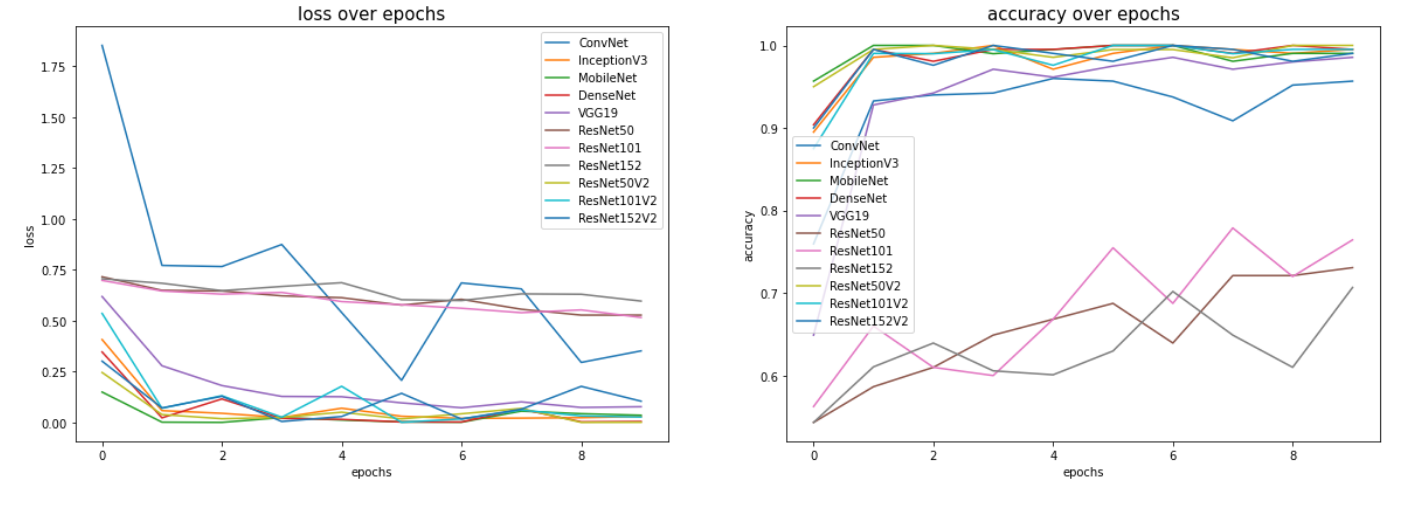 loss over epochs
loss
1.75
1.50
1.25
1.00
0.75
0.50
0.25
0.00
0 2 4 6 8
epochs
ConvNet
InceptionV3
MobileNet
DenseNet
VGG19
ResNet50
ResNet101
ResNet152
ResNet50V2
ResNet101V2
ResNet152V2
accuracy over epochs
accuracy
1.0
0.9
0.8
0.7
0.6
0 2 4 6 8
epochs
ConvNet
InceptionV3
MobileNet
DenseNet
VGG19
ResNet50
ResNet101
ResNet152
ResNet50V2
ResNet101V2
ResNet152V2